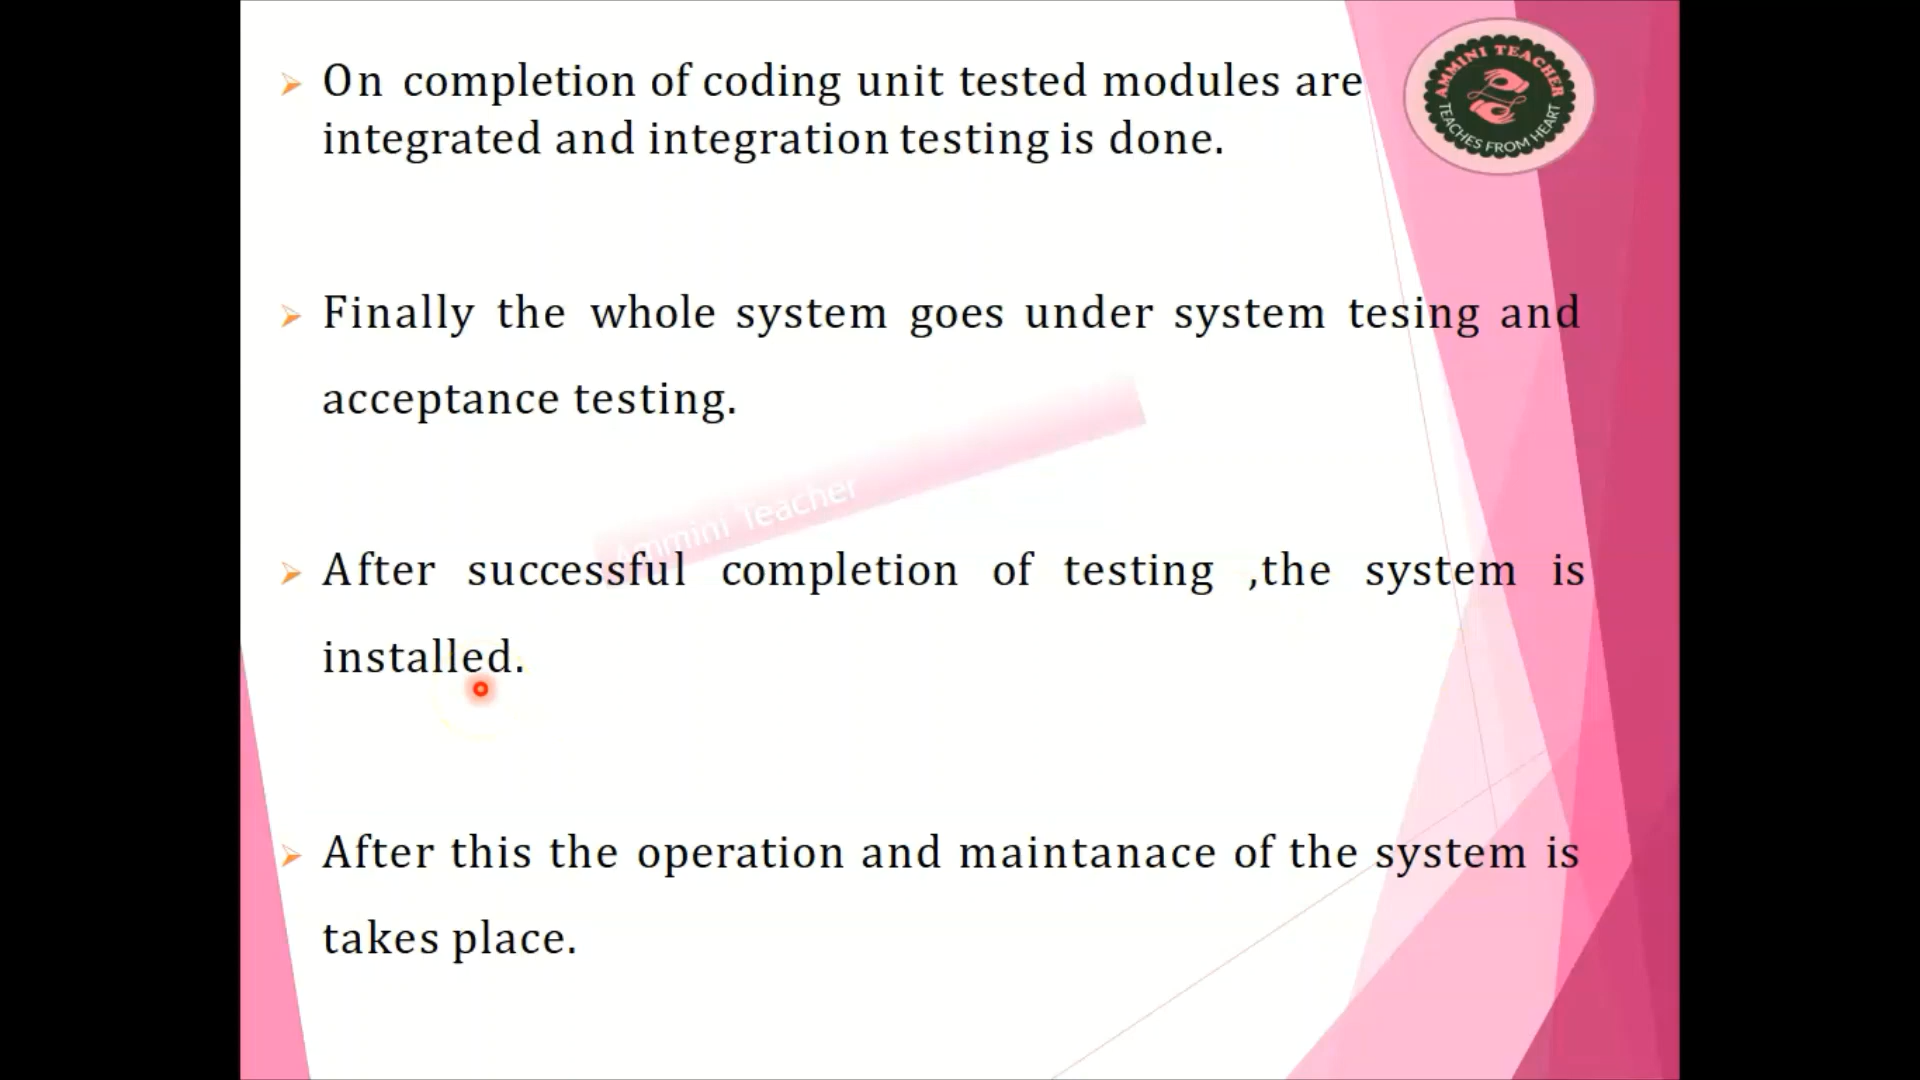 On completion of coding unit tested modules are
integrated and integration testing is done.
Finally the whole system goes under system tesing and
acceptance testing.
Ammini Teacher
After successful completion of testing ,the system is
installed.
After this the operation and maintanace of the system is
takes place.
AMMINI TEACHER
TEACHES FROM HEART